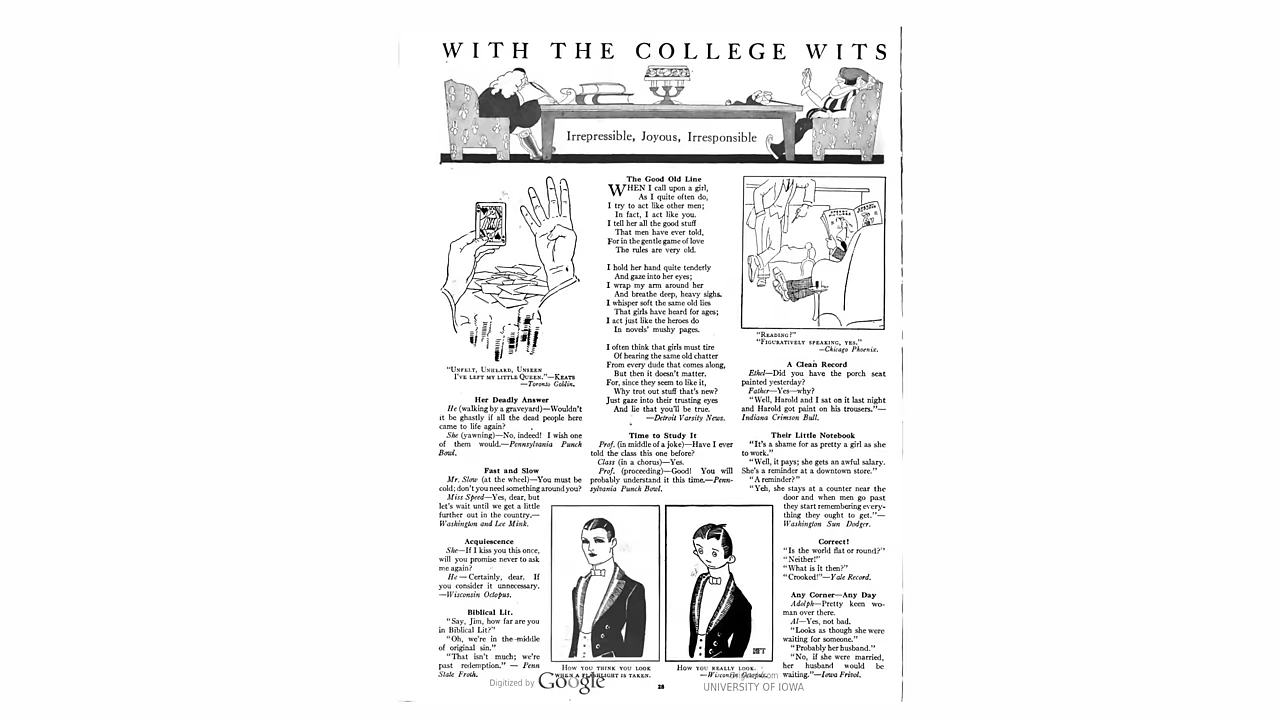 WITH THE COLLEGE WITS
Irrepressible, Joyous, Irresponsible
"UNFELT, UNHEARD, UNSEEN
I'VE LEFT MY LITTLE QUEEN."—KEATS
—Toronto Goblin.
Her Deadly Answer
He (walking by a graveyard)—Wouldn't
it be ghastly if all the dead people here
came to life again?
She (yawning)—No, indeed! I wish one
of them would.—Pennsylvania Punch
Bowl.
Fast and Slow
Mr. Slow (at the wheel)—You must be
cold; don't you need something around you?
Miss Speed—Yes, dear, but
let's wait until we get a little
further out in the country.—
Washington and Lee Mink.
Acquiescence
She—If I kiss you this once,
will you promise never to ask
me again?
He—Certainly, dear. If
you consider it unnecessary.
—Wisconsin Octopus.
Biblical Lit.
"Say, Jim, how far are you
in Biblical Lit?"
"Oh, we're in the middle
of original sin."
"That isn't much; we're
past redemption." — Penn
State Froth.
The Good Old Line
WHEN I call upon a girl,
As I quite often do,
I try to act like other men;
In fact, I act like you.
I tell her all the good stuff
That men have ever told,
For in the gentle game of love
The rules are very old.
I hold her hand quite tenderly
And gaze into her eyes;
I wrap my arm around her
And breathe deep, heavy sighs.
I whisper soft the same old lies
That girls have heard for ages;
I act just like the heroes do
In novels' mushy pages.
I often think that girls must tire
Of hearing the same old chatter
From every dude that comes along,
But then it doesn't matter.
For, since they seem to like it,
Why trot out stuff that's new?
Just gaze into their trusting eyes
And lie that you'll be true.
—Detroit Varsity News.
Time to Study It
Prof. (in middle of a joke)—Have I ever
told the class this one before?
Class (in a chorus)—Yes.
Prof. (proceeding)—Good! You will
probably understand it this time.—Penn-
sylvania Punch Bowl.
HOW YOU THINK YOU LOOK
WHEN A FLASHLIGHT IS TAKEN.
HOW YOU REALLY LOOK.
—Wisconsin Octopus.
"READING?"
"FIGURATIVELY SPEAKING, YES."
—Chicago Phoenix.
A Clean Record
Ethel—Did you have the porch seat
painted yesterday?
Father—Yes—why?
"Well, Harold and I sat on it last night
and Harold got paint on his trousers."—
Indiana Crimson Bull.
Their Little Notebook
"It's a shame for as pretty a girl as she
to work."
"Well, it pays; she gets an awful salary.
She's a reminder at a downtown store."
"A reminder?"
"Yeh, she stays at a counter near the
door and when men go past
they start remembering every-
thing they ought to get."—
Washington Sun Dodger.
Correct!
"Is the world flat or round?"
"Neither!"
"What is it then?"
"Crooked!"—Yale Record.
Any Corner—Any Day
Adolph—Pretty keen wo-
man over there.
Al—Yes, not bad.
"Looks as though she were
waiting for someone."
"Probably her husband."
"No, if she were married,
her husband would be
waiting."—Iowa Frivol.
28
Digitized by Google
UNIVERSITY OF IOWA